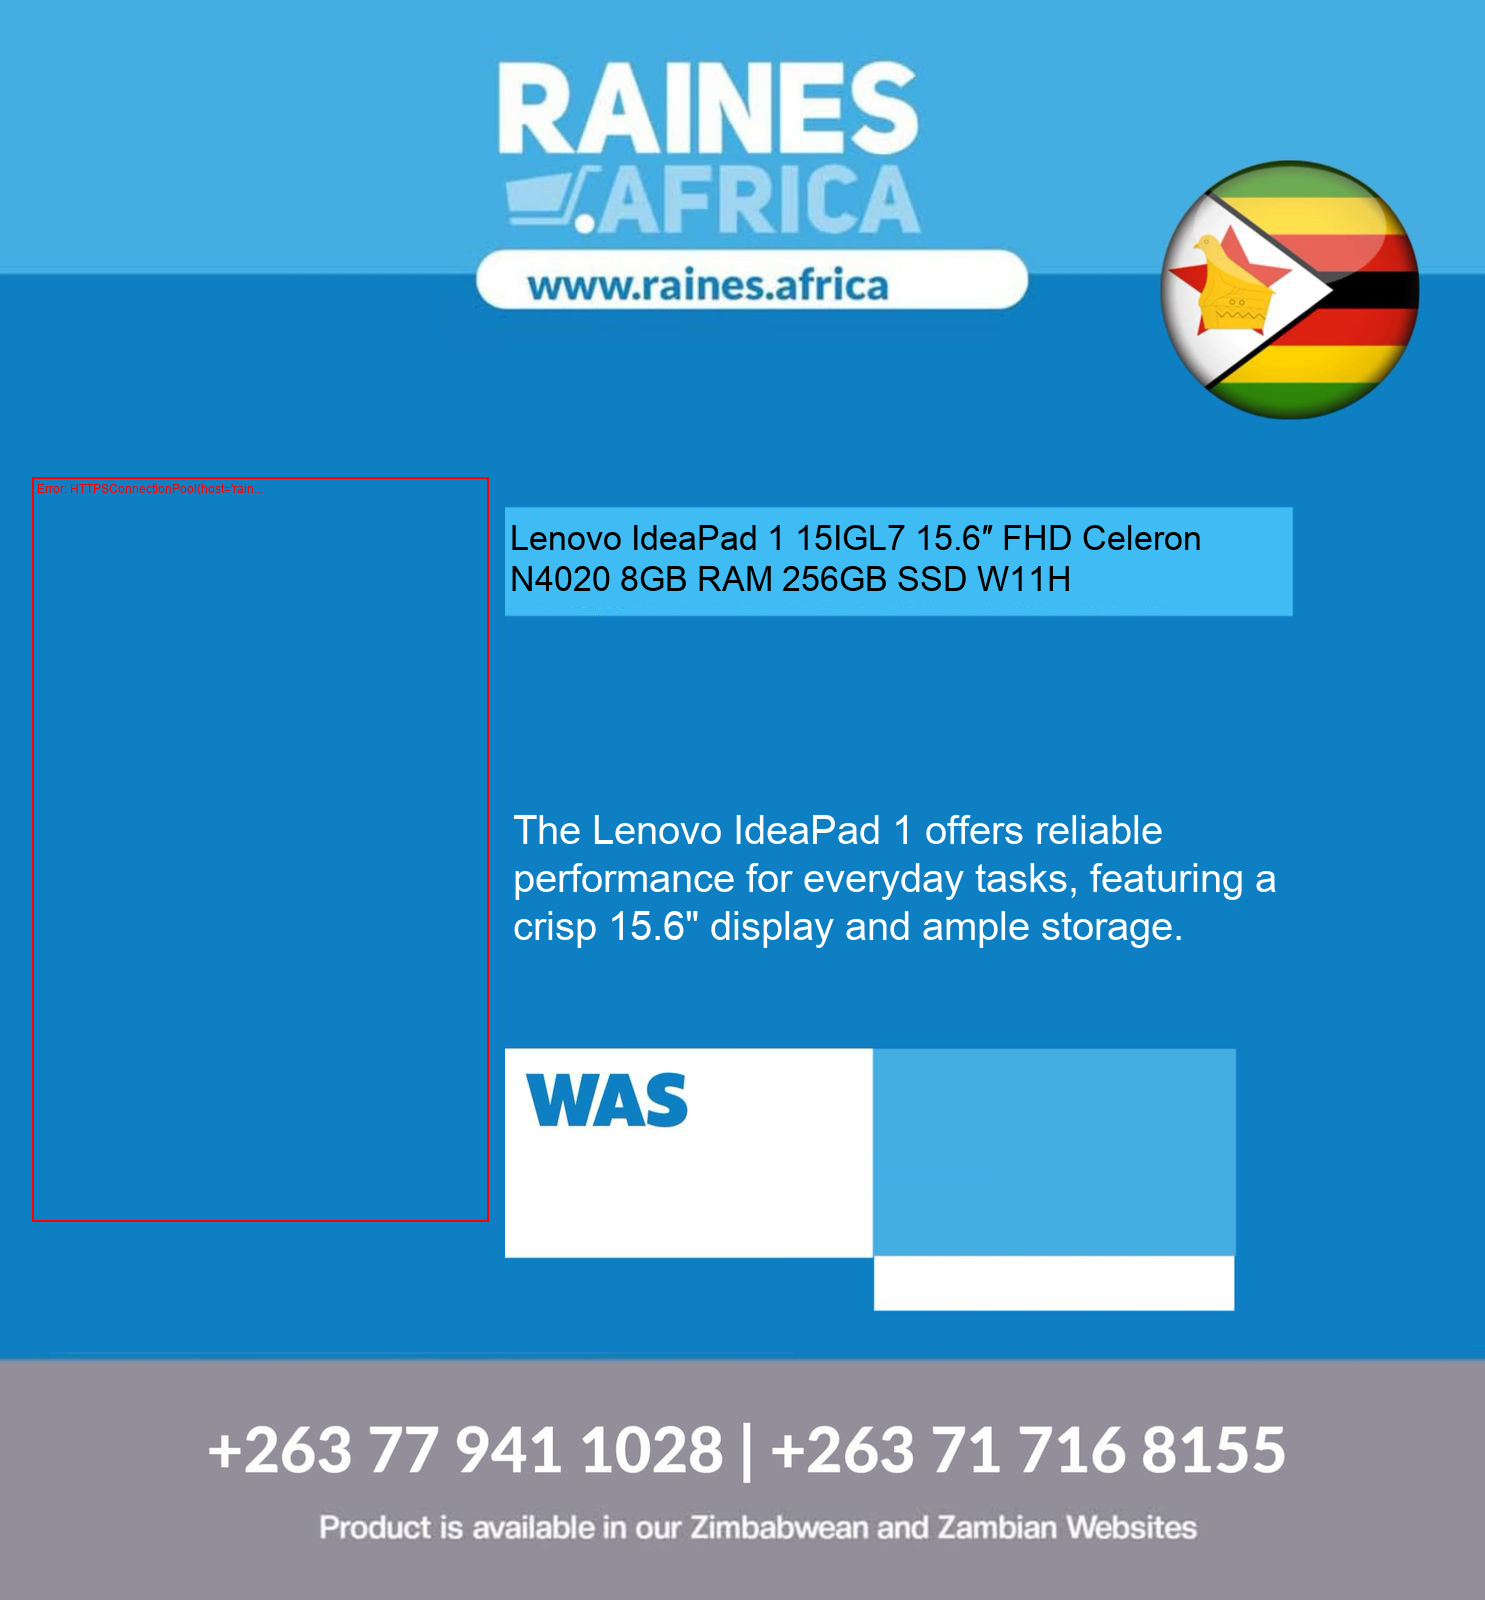 RAINES
.AFRICA
www.raines.africa
Error: HTTPSConnectionPool(host='rain...
Lenovo IdeaPad 1 15IGL7 15.6″ FHD Celeron
N4020 8GB RAM 256GB SSD W11H
The Lenovo IdeaPad 1 offers reliable
performance for everyday tasks, featuring a
crisp 15.6" display and ample storage.
WAS
+263 77 941 1028 | +263 71 716 8155
Product is available in our Zimbabwean and Zambian Websites